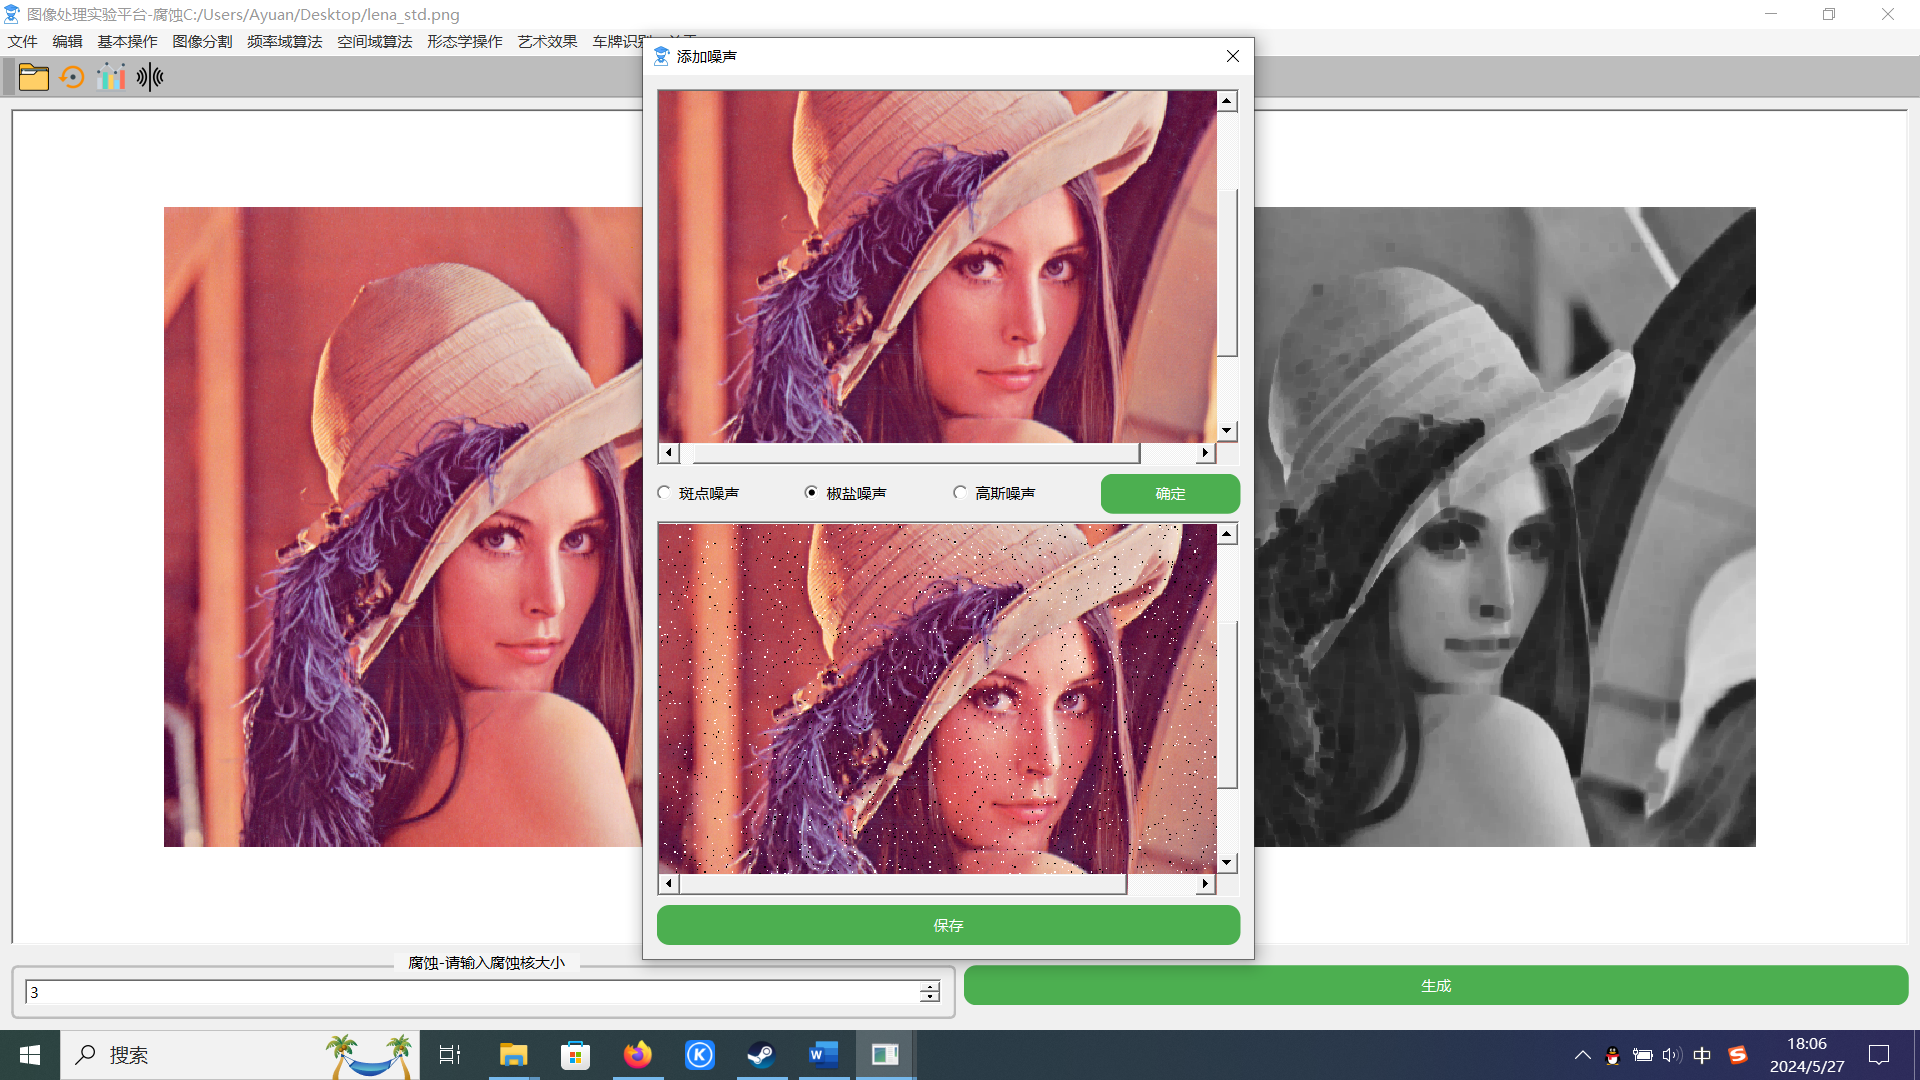 图像处理实验平台-腐蚀C:/Users/Ayuan/Desktop/lena_std.png
文件 编辑 基本操作 图像分割 频率域算法 空间域算法 形态学操作 艺术效果 车牌识别
添加噪声
斑点噪声 椒盐噪声 高斯噪声 确定
保存
腐蚀-请输入腐蚀核大小
3
生成
搜索
中
18:06
2024/5/27